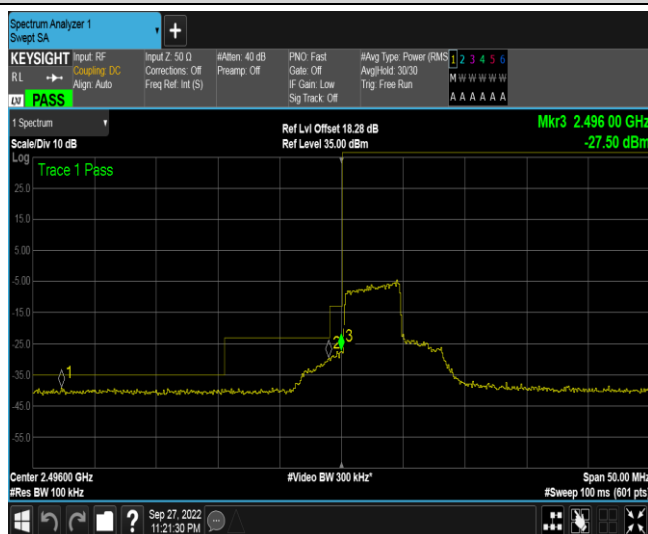 Spectrum Analyzer 1
Swept SA
+
KEYSIGHT
RL
LXI PASS
Input: RF
Coupling: DC
Align: Auto
Input Z: 50 Ω
Corrections: Off
Freq Ref: Int (S)
#Atten: 40 dB
Preamp: Off
PNO: Fast
Gate: Off
IF Gain: Low
Sig Track: Off
#Avg Type: Power (RMS
Avg|Hold: 30/30
Trig: Free Run
1 2 3 4 5 6
M W W W W W
A A A A A A
1 Spectrum
Scale/Div 10 dB
Ref Lvl Offset 18.28 dB
Ref Level 35.00 dBm
Mkr3 2.496 00 GHz
-27.50 dBm
Log
Trace 1 Pass
25.0
15.0
5.00
-5.00
-15.0
-25.0
-35.0
-45.0
-55.0
1
2
3
Center 2.49600 GHz
#Res BW 100 kHz
#Video BW 300 kHz*
Span 50.00 MHz
#Sweep 100 ms (601 pts)
?
Sep 27, 2022
11:21:30 PM